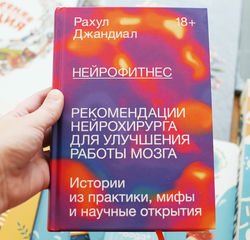 Рахул
Джандиал
18+
НЕЙРОФИТНЕС
РЕКОМЕНДАЦИИ
НЕЙРОХИРУРГА
ДЛЯ УЛУЧШЕНИЯ
РАБОТЫ МОЗГА
Истории
из практики, мифы
и научные открытия